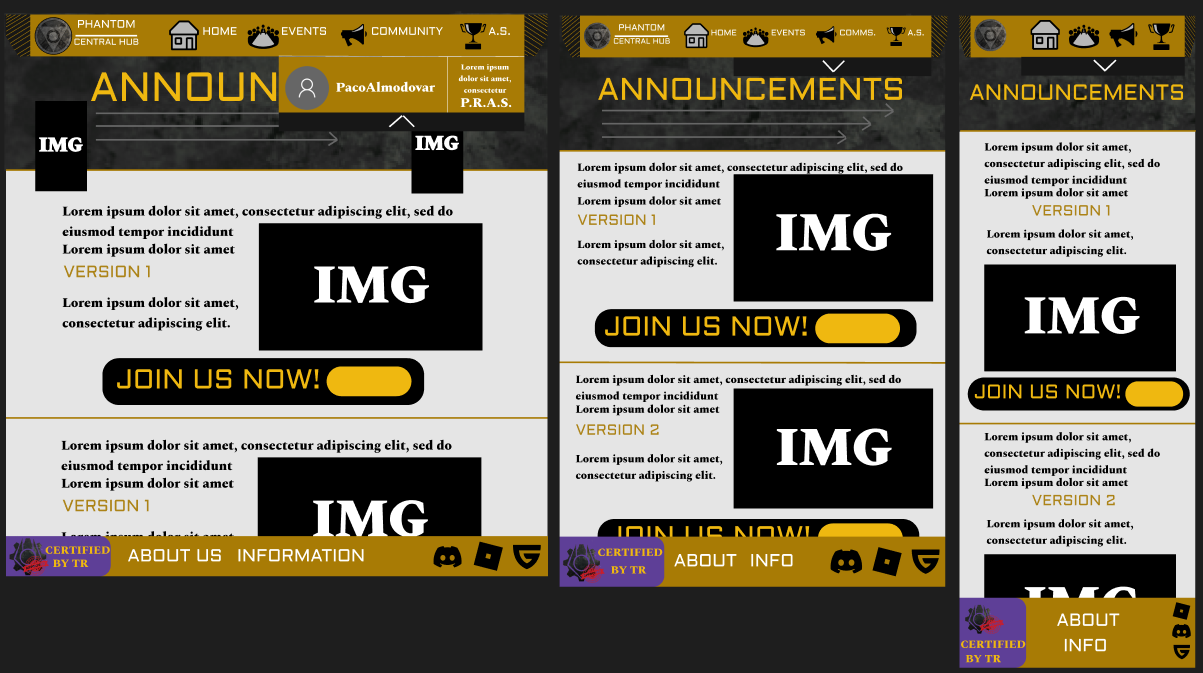 PHANTOM
CENTRAL HUB
HOME
EVENTS
COMMUNITY
A.S.
ANNOUN
PacoAlmodovar
Lorem ipsum
dolor sit amet,
consectetur
P.R.A.S.
IMG
IMG
Lorem ipsum dolor sit amet, consectetur adipiscing elit, sed do
eiusmod tempor incididunt
Lorem ipsum dolor sit amet
VERSION 1
Lorem ipsum dolor sit amet,
consectetur adipiscing elit.
IMG
JOIN US NOW!
Lorem ipsum dolor sit amet, consectetur adipiscing elit, sed do
eiusmod tempor incididunt
Lorem ipsum dolor sit amet
VERSION 1
Lorem ipsum dolor sit amet,
IMG
CERTIFIED
BY TR
ABOUT US
INFORMATION
PHANTOM
CENTRAL HUB
HOME
EVENTS
COMMS.
A.S.
ANNOUNCEMENTS
Lorem ipsum dolor sit amet, consectetur adipiscing elit, sed do
eiusmod tempor incididunt
Lorem ipsum dolor sit amet
VERSION 1
Lorem ipsum dolor sit amet,
consectetur adipiscing elit.
IMG
JOIN US NOW!
Lorem ipsum dolor sit amet, consectetur adipiscing elit, sed do
eiusmod tempor incididunt
Lorem ipsum dolor sit amet
VERSION 2
Lorem ipsum dolor sit amet,
consectetur adipiscing elit.
IMG
JOIN US NOW!
CERTIFIED
BY TR
ABOUT
INFO
ANNOUNCEMENTS
Lorem ipsum dolor sit amet,
consectetur adipiscing elit, sed do
eiusmod tempor incididunt
Lorem ipsum dolor sit amet
VERSION 1
Lorem ipsum dolor sit amet,
consectetur adipiscing elit.
IMG
JOIN US NOW!
Lorem ipsum dolor sit amet,
consectetur adipiscing elit, sed do
eiusmod tempor incididunt
Lorem ipsum dolor sit amet
VERSION 2
Lorem ipsum dolor sit amet,
consectetur adipiscing elit.
IMG
CERTIFIED
BY TR
ABOUT
INFO